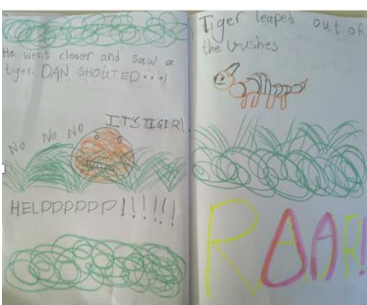 He went closer and saw a
tiger. DAN SHOUTED....!
NO NO NO
IT'S TIGER!.
HELPPPPPP!!!!!!
Tiger leaped out of
the bushes
ROAAR!